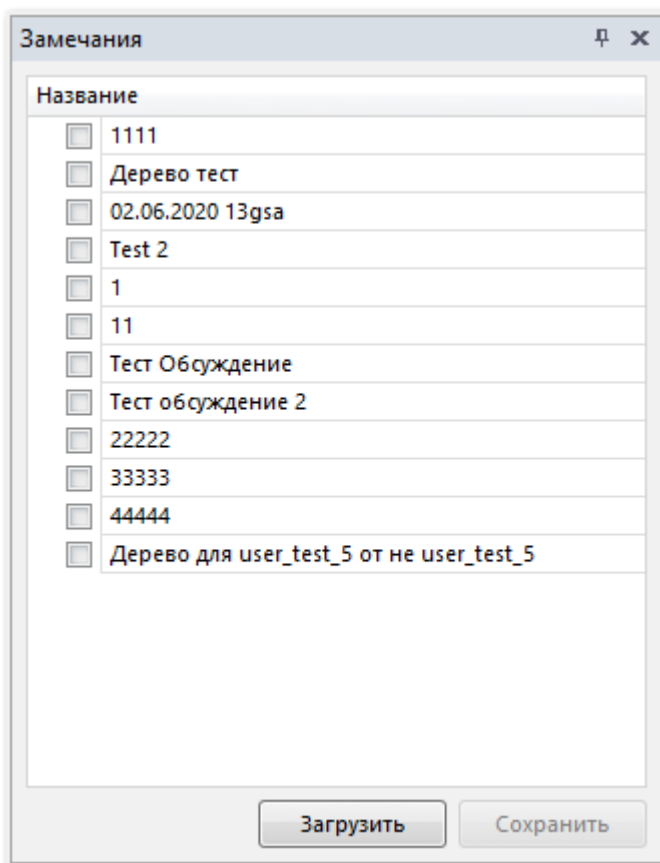 Замечания
Название
1111
Дерево тест
02.06.2020 13gsa
Test 2
1
11
Тест Обсуждение
Тест обсуждение 2
22222
33333
44444
Дерево для user_test_5 от не user_test_5
Загрузить Сохранить